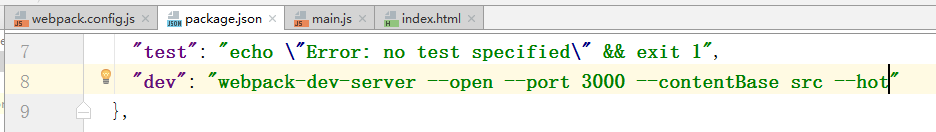 webpack.config.js × package.json × main.js × index.html ×
7 "test": "echo \"Error: no test specified\" && exit 1",
8 "dev": "webpack-dev-server --open --port 3000 --contentBase src --hot"
9 },